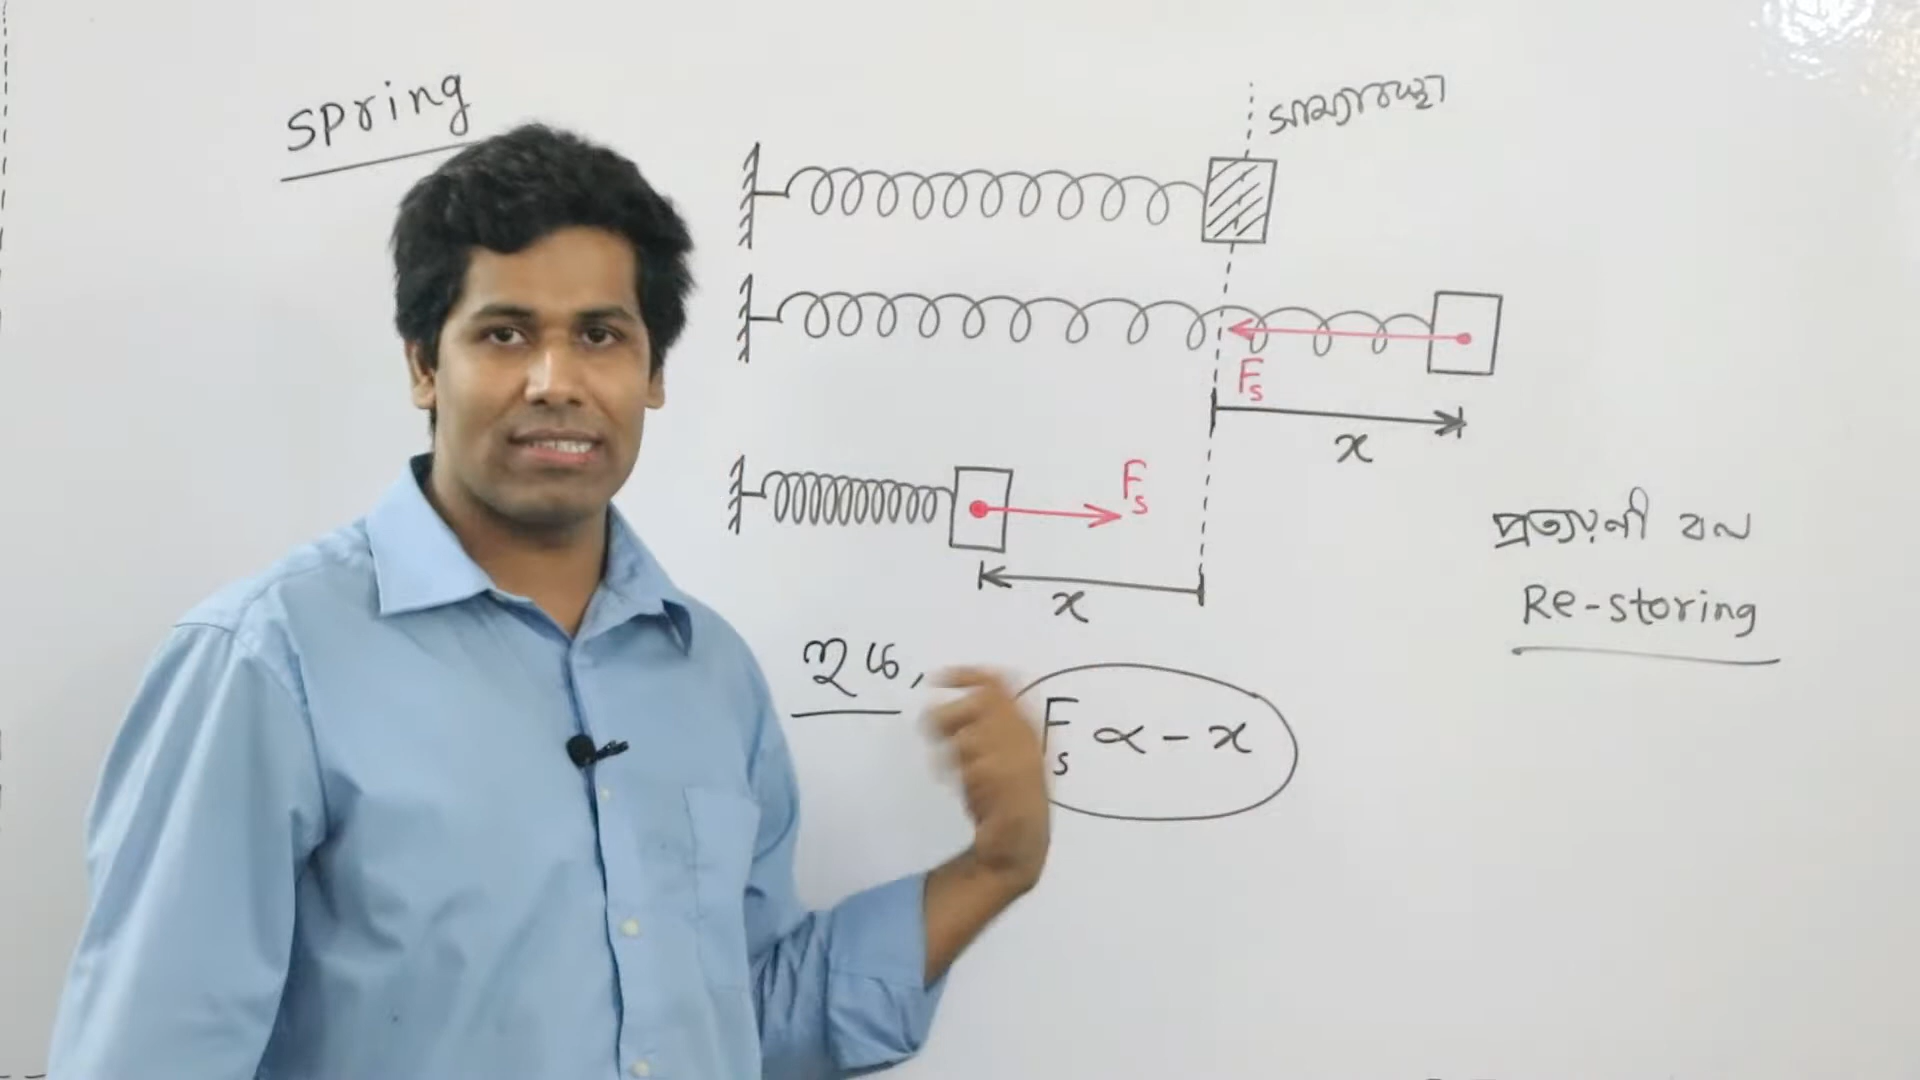 Spring
সাম্যাবস্থা
Fs
x
Fs
x
প্রত্যয়নী বল
Re-storing
হুক,
Fs ∝ - x